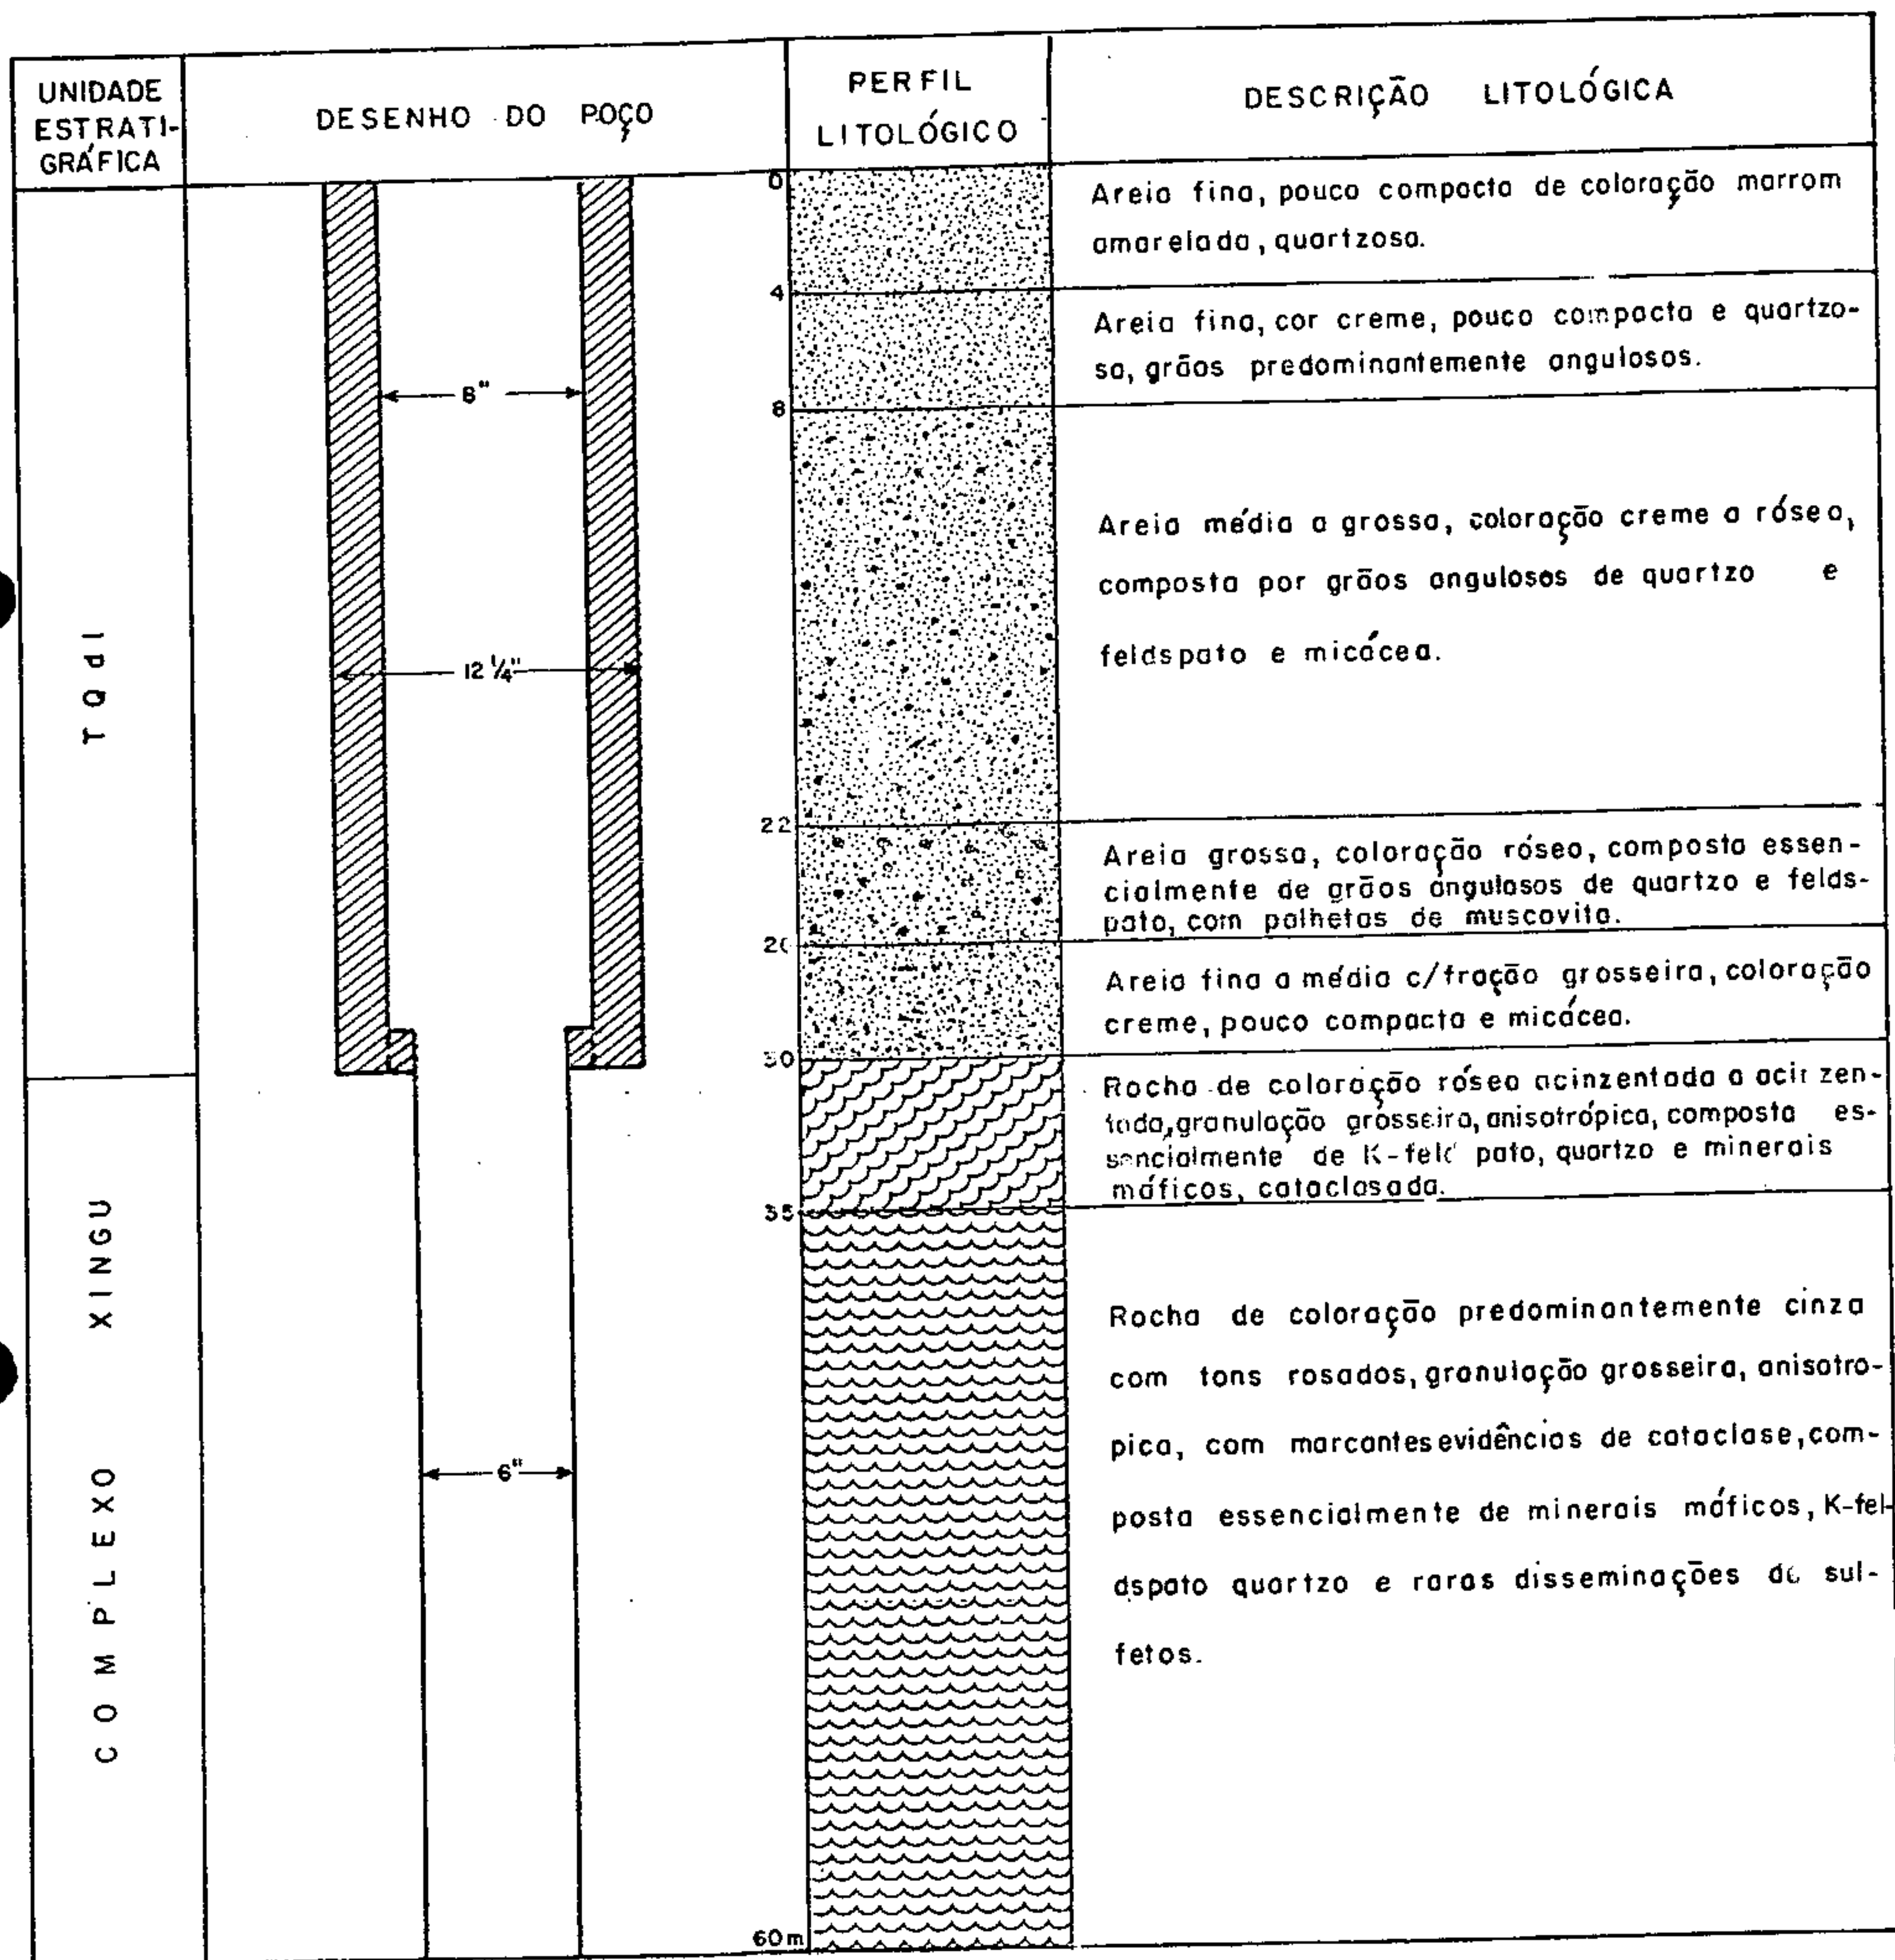 UNIDADE
ESTRATI-
GRÁFICA
DESENHO DO POÇO
PERFIL
LITOLÓGICO
DESCRIÇÃO LITOLÓGICA
TQdl
COMPLEXO XINGU
8"
12 ¼"
6"
0
4
8
22
30
35
60m
Areia fina, pouco compacta de coloração marrom
amarelada, quartzosa.
Areia fina, cor creme, pouco compacta e quartzo-
sa, grãos predominantemente angulosos.
Areia média a grossa, coloração creme a rósea,
composta por grãos angulosos de quartzo e
feldspato e micácea.
Areia grossa, coloração róseo, composta essen-
cialmente de grãos angulosos de quartzo e felds-
pato, com palhetas de muscovita.
Areia fina a média c/fração grosseira, coloração
creme, pouco compacta e micácea.
Rocha de coloração rósea acinzentada a acinzen-
tada, granulação grosseira, anisotrópica, composta es-
sencialmente de K-feldspato, quartzo e minerais
máficos, cataclasada.
Rocha de coloração predominantemente cinza
com tons rosados, granulação grosseira, anisotro-
pica, com marcantes evidências de cataclase, com-
posta essencialmente de minerais máficos, K-fel-
dspato quartzo e raras disseminações de sul-
fetos.